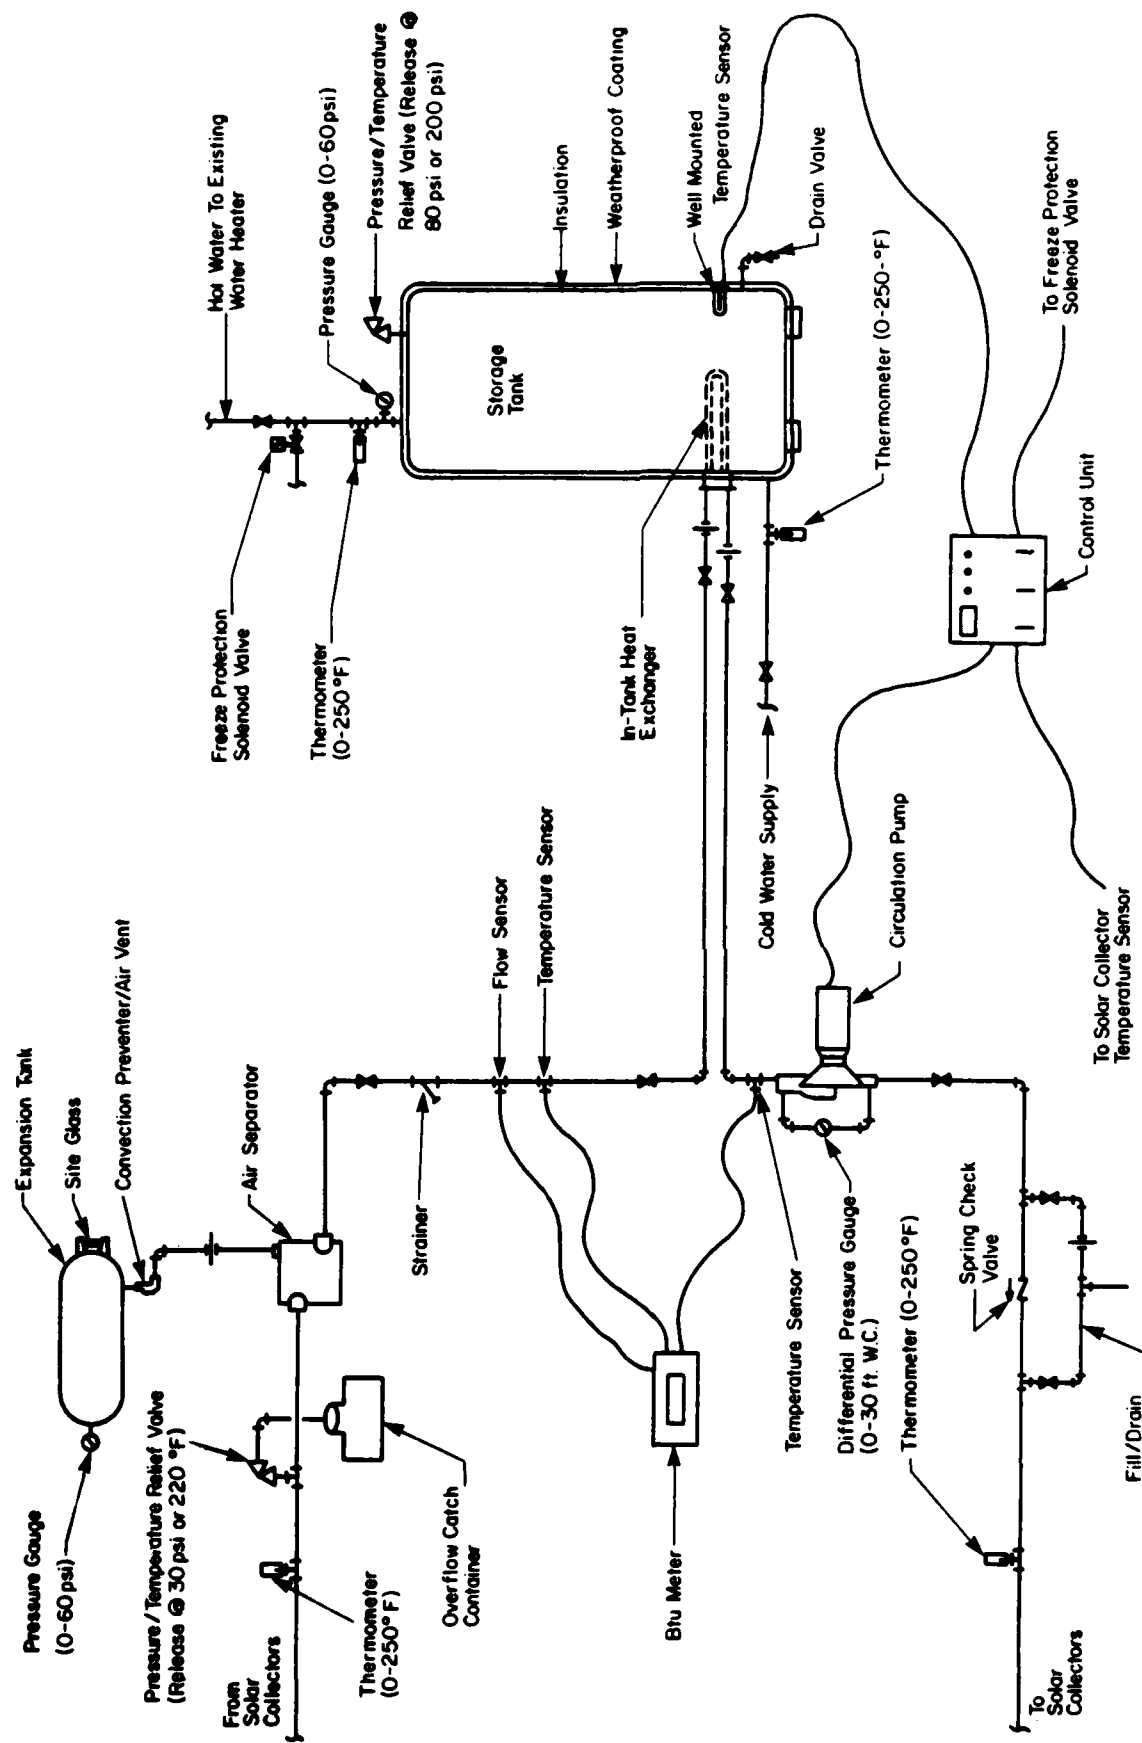 Pressure Gauge
(0-60psi)
Expansion Tank
Site Glass
Convection Preventer/Air Vent
Pressure/Temperature Relief Valve
(Release @ 30psi or 220 °F)
Air Separator
From
Solar
Collectors
Thermometer
(0-250°F)
Overflow Catch
Container
Strainer
Flow Sensor
Temperature Sensor
Btu Meter
Temperature Sensor
Differential Pressure Gauge
(0-30 ft. W.C.)
Thermometer (0-250°F)
Spring Check
Valve
To
Solar
Collectors
Fill/Drain
Circulation Pump
Cold Water Supply
To Solar Collector
Temperature Sensor
Hot Water To Existing
Water Heater
Freeze Protection
Solenoid Valve
Thermometer
(0-250°F)
Pressure Gauge (0-60psi)
Pressure/Temperature
Relief Valve (Release @
80 psi or 200 psi)
Storage
Tank
Insulation
Weatherproof Coating
Well Mounted
Temperature Sensor
Drain Valve
In-Tank Heat
Exchanger
Thermometer (0-250-°F)
To Freeze Protection
Solenoid Valve
Control Unit